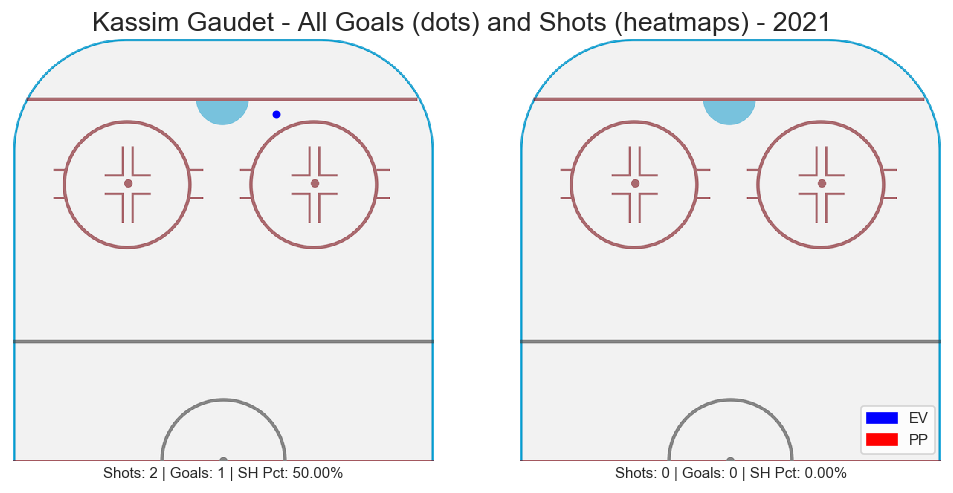 Kassim Gaudet - All Goals (dots) and Shots (heatmaps) - 2021
EV
PP
Shots: 2 | Goals: 1 | SH Pct: 50.00%
Shots: 0 | Goals: 0 | SH Pct: 0.00%